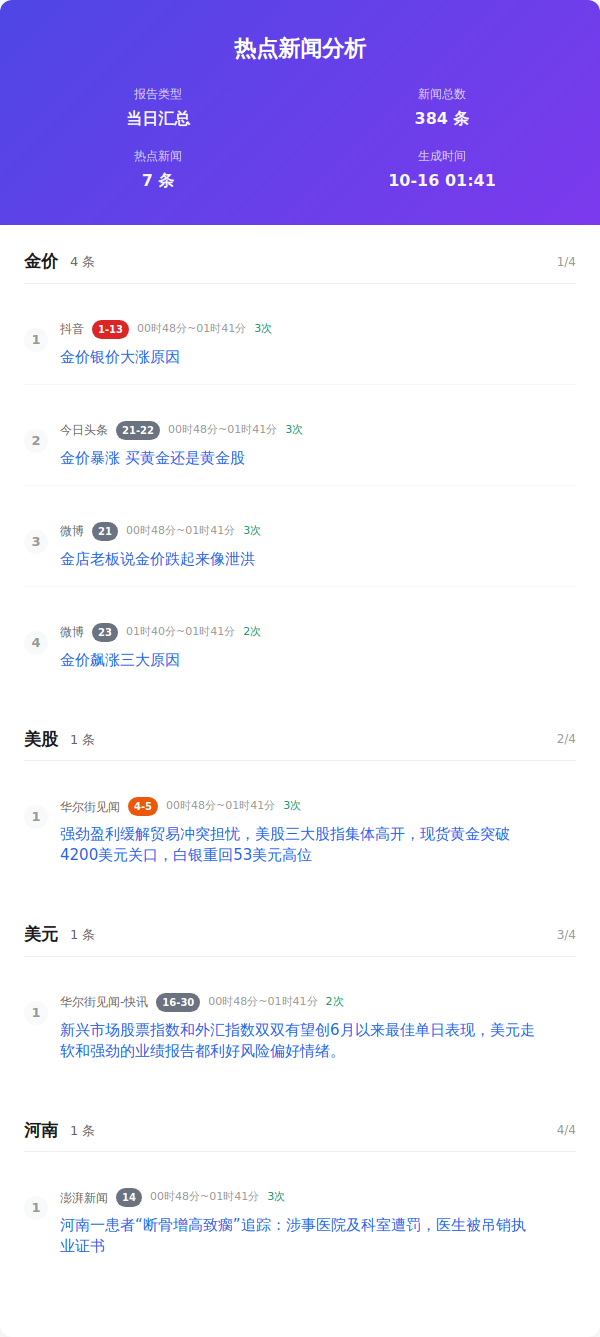 热点新闻分析
报告类型
新闻总数
当日汇总
384 条
热点新闻
生成时间
7 条
10-16 01:41
金价 4 条 1/4
1
抖音 1-13 00时48分~01时41分 3次
金价银价大涨原因
2
今日头条 21-22 00时48分~01时41分 3次
金价暴涨 买黄金还是黄金股
3
微博 21 00时48分~01时41分 3次
金店老板说金价跌起来像泄洪
4
微博 23 01时40分~01时41分 2次
金价飙涨三大原因
美股 1 条 2/4
1
华尔街见闻 4-5 00时48分~01时41分 3次
强劲盈利缓解贸易冲突担忧，美股三大股指集体高开，现货黄金突破
4200美元关口，白银重回53美元高位
美元 1 条 3/4
1
华尔街见闻-快讯 16-30 00时48分~01时41分 2次
新兴市场股票指数和外汇指数双双有望创6月以来最佳单日表现，美元走
软和强劲的业绩报告都利好风险偏好情绪。
河南 1 条 4/4
1
澎湃新闻 14 00时48分~01时41分 3次
河南一患者“断骨增高致瘸”追踪：涉事医院及科室遭罚，医生被吊销执
业证书